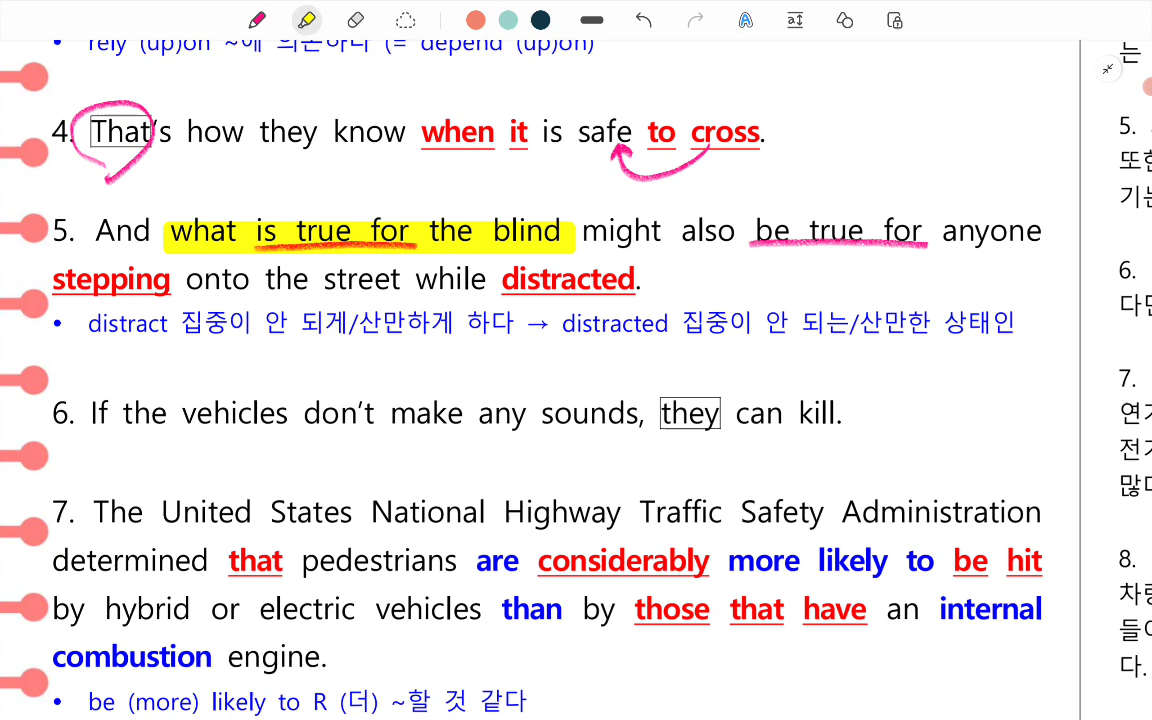 rely (up)on ~에 의존하다 (= depend (up)on)
4. That's how they know when it is safe to cross.
5. And what is true for the blind might also be true for anyone
stepping onto the street while distracted.
• distract 집중이 안 되게/산만하게 하다 → distracted 집중이 안 되는/산만한 상태인
6. If the vehicles don't make any sounds, they can kill.
7. The United States National Highway Traffic Safety Administration
determined that pedestrians are considerably more likely to be hit
by hybrid or electric vehicles than by those that have an internal
combustion engine.
• be (more) likely to R (더) ~할 것 같다
는
5.
또한
기는
6.
다면
7.
연
전기
많다
8.
차량
들이
다.